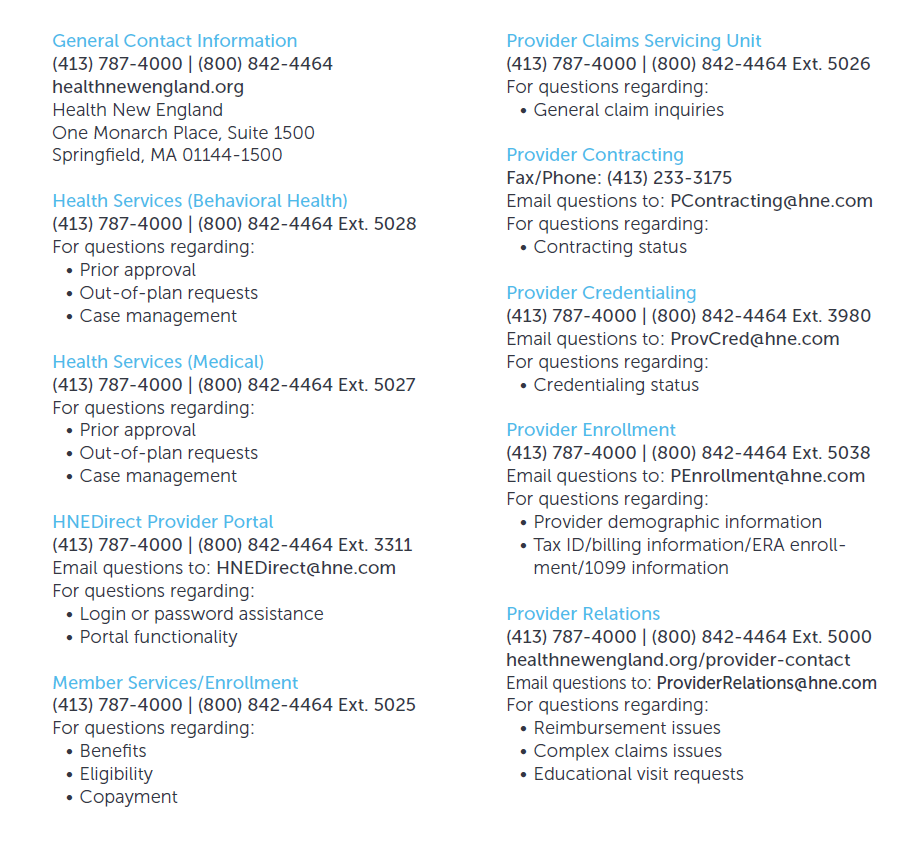 General Contact Information
(413) 787-4000 | (800) 842-4464
healthnewengland.org
Health New England
One Monarch Place, Suite 1500
Springfield, MA 01144-1500
Health Services (Behavioral Health)
(413) 787-4000 | (800) 842-4464 Ext. 5028
For questions regarding:
• Prior approval
• Out-of-plan requests
• Case management
Health Services (Medical)
(413) 787-4000 | (800) 842-4464 Ext. 5027
For questions regarding:
• Prior approval
• Out-of-plan requests
• Case management
HNEDirect Provider Portal
(413) 787-4000 | (800) 842-4464 Ext. 3311
Email questions to: HNEDirect@hne.com
For questions regarding:
• Login or password assistance
• Portal functionality
Member Services/Enrollment
(413) 787-4000 | (800) 842-4464 Ext. 5025
For questions regarding:
• Benefits
• Eligibility
• Copayment
Provider Claims Servicing Unit
(413) 787-4000 | (800) 842-4464 Ext. 5026
For questions regarding:
• General claim inquiries
Provider Contracting
Fax/Phone: (413) 233-3175
Email questions to: PContracting@hne.com
For questions regarding:
• Contracting status
Provider Credentialing
(413) 787-4000 | (800) 842-4464 Ext. 3980
Email questions to: ProvCred@hne.com
For questions regarding:
• Credentialing status
Provider Enrollment
(413) 787-4000 | (800) 842-4464 Ext. 5038
Email questions to: PEnrollment@hne.com
For questions regarding:
• Provider demographic information
• Tax ID/billing information/ERA enroll-
ment/1099 information
Provider Relations
(413) 787-4000 | (800) 842-4464 Ext. 5000
healthnewengland.org/provider-contact
Email questions to: ProviderRelations@hne.com
For questions regarding:
• Reimbursement issues
• Complex claims issues
• Educational visit requests